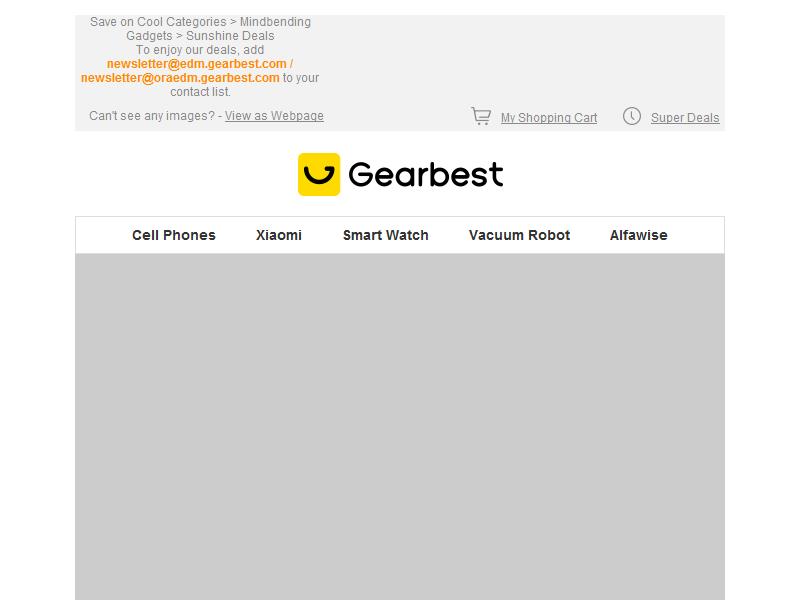 Save on Cool Categories > Mindbending
Gadgets > Sunshine Deals
To enjoy our deals, add
newsletter@edm.gearbest.com /
newsletter@oraedm.gearbest.com to your
contact list.
Can't see any images? - View as Webpage
My Shopping Cart
Super Deals
Gearbest
Cell Phones Xiaomi Smart Watch Vacuum Robot Alfawise